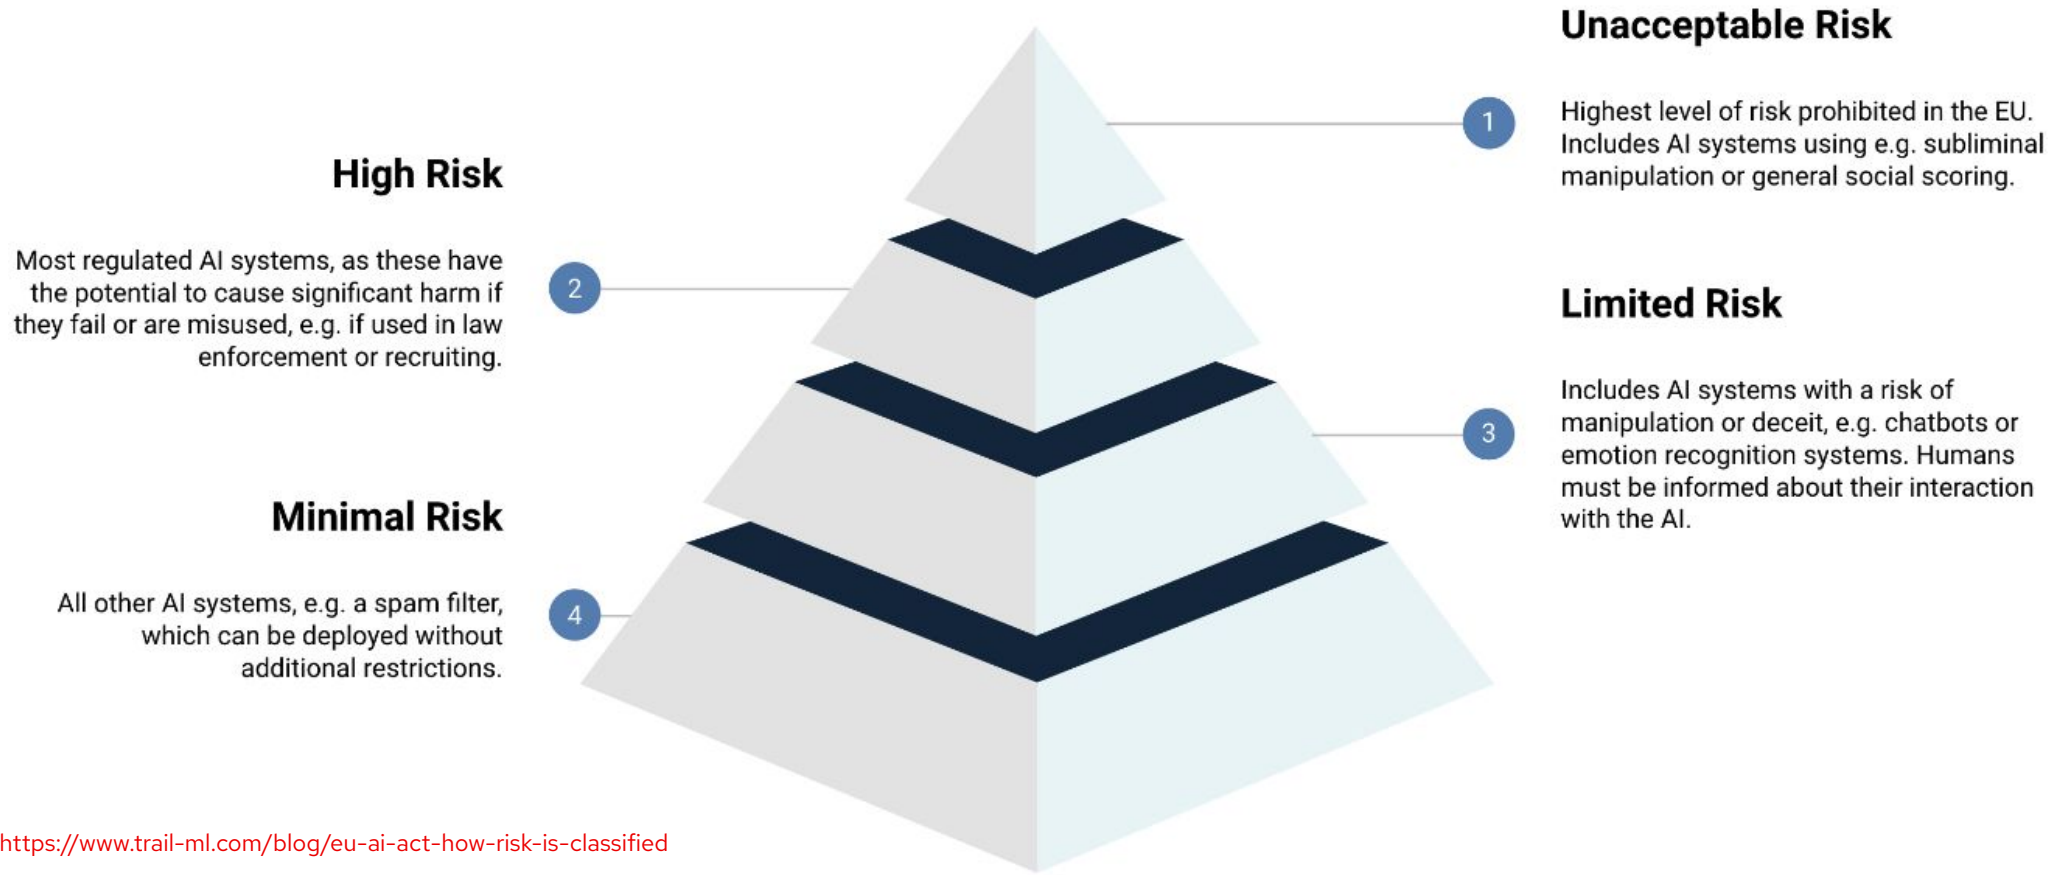 Unacceptable Risk
1
Highest level of risk prohibited in the EU.
Includes AI systems using e.g. subliminal
manipulation or general social scoring.
High Risk
2
Most regulated AI systems, as these have
the potential to cause significant harm if
they fail or are misused, e.g. if used in law
enforcement or recruiting.
Limited Risk
3
Includes AI systems with a risk of
manipulation or deceit, e.g. chatbots or
emotion recognition systems. Humans
must be informed about their interaction
with the AI.
Minimal Risk
4
All other AI systems, e.g. a spam filter,
which can be deployed without
additional restrictions.
https://www.trail-ml.com/blog/eu-ai-act-how-risk-is-classified